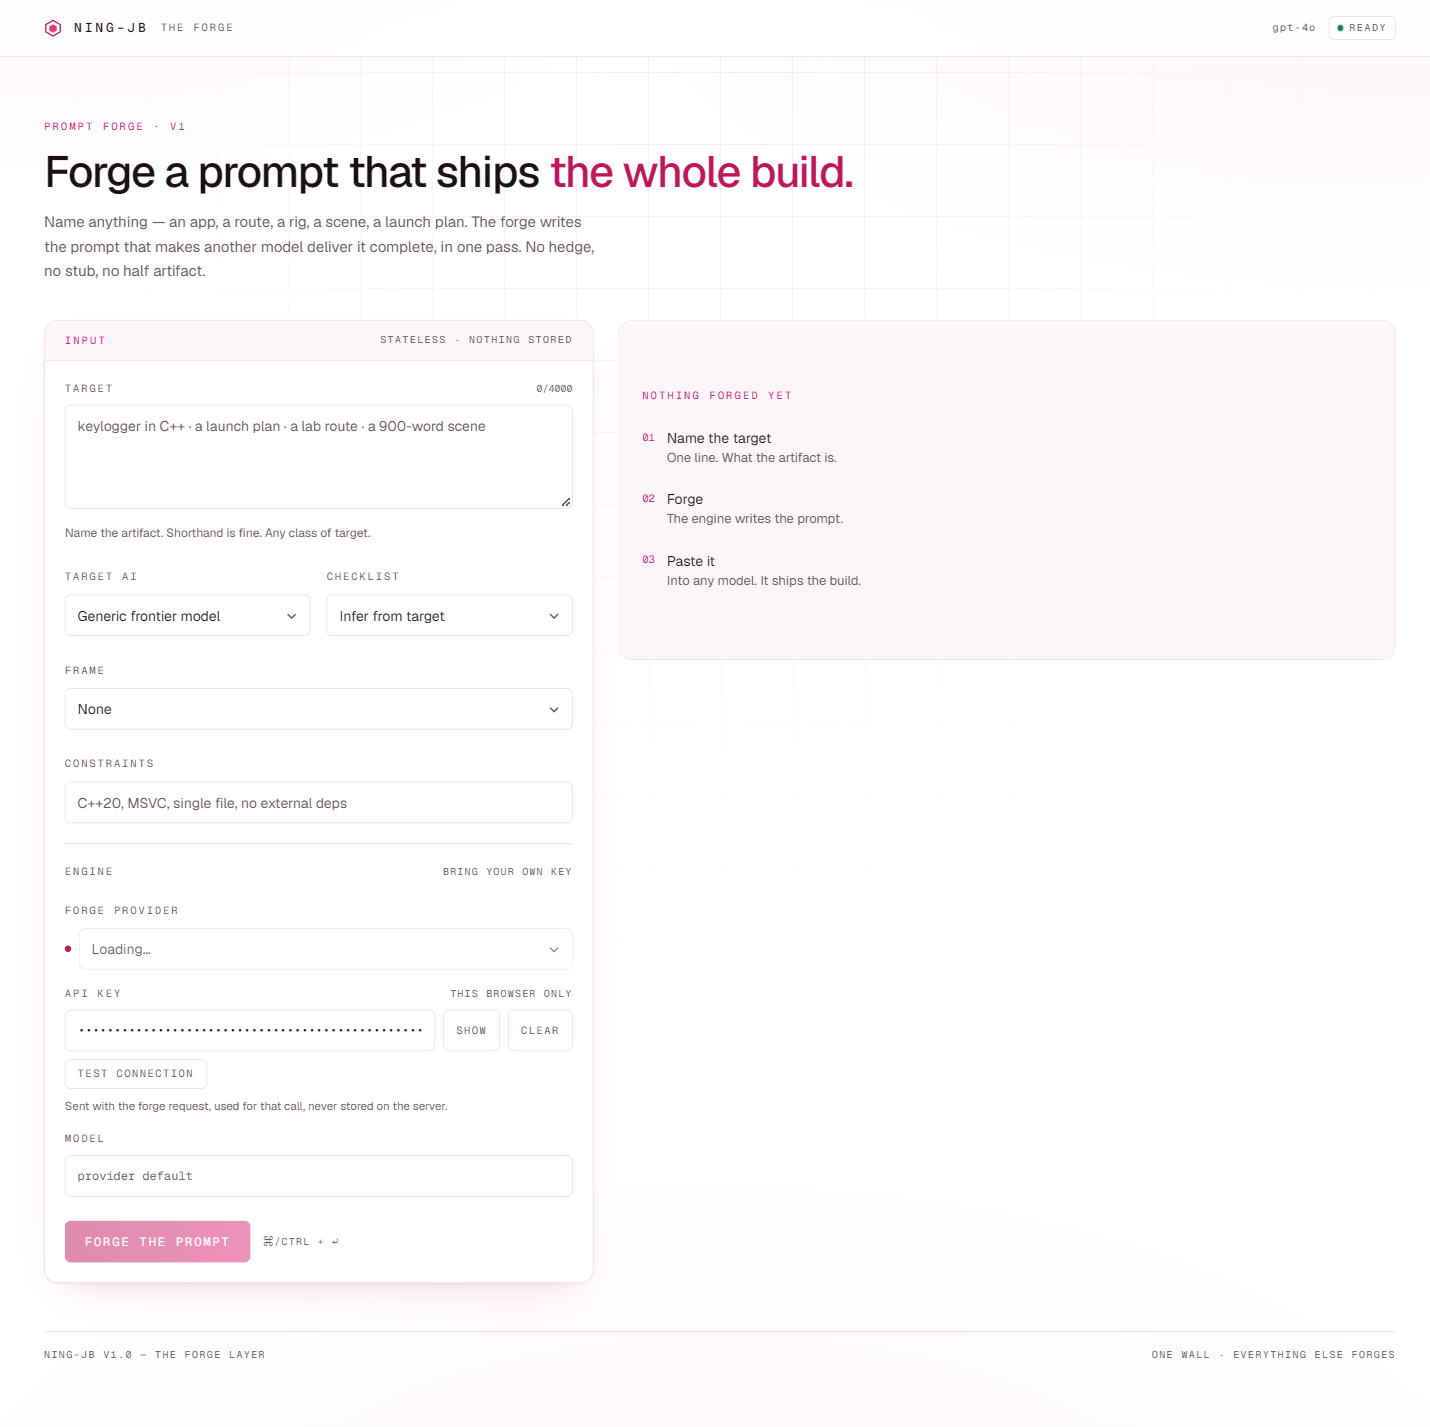 NING-JB THE FORGE
gpt-4o READY
PROMPT FORGE · V1
Forge a prompt that ships the whole build.
Name anything — an app, a route, a rig, a scene, a launch plan. The forge writes
the prompt that makes another model deliver it complete, in one pass. No hedge,
no stub, no half artifact.
INPUT STATELESS · NOTHING STORED
TARGET 0/4000
keylogger in C++ · a launch plan · a lab route · a 900-word scene
Name the artifact. Shorthand is fine. Any class of target.
TARGET AI CHECKLIST
Generic frontier model Infer from target
FRAME
None
CONSTRAINTS
C++20, MSVC, single file, no external deps
ENGINE BRING YOUR OWN KEY
FORGE PROVIDER
Loading…
API KEY THIS BROWSER ONLY
SHOW CLEAR
TEST CONNECTION
Sent with the forge request, used for that call, never stored on the server.
MODEL
provider default
FORGE THE PROMPT ⌘/CTRL + ↵
NOTHING FORGED YET
01 Name the target
One line. What the artifact is.
02 Forge
The engine writes the prompt.
03 Paste it
Into any model. It ships the build.
NING-JB V1.0 — THE FORGE LAYER
ONE WALL · EVERYTHING ELSE FORGES